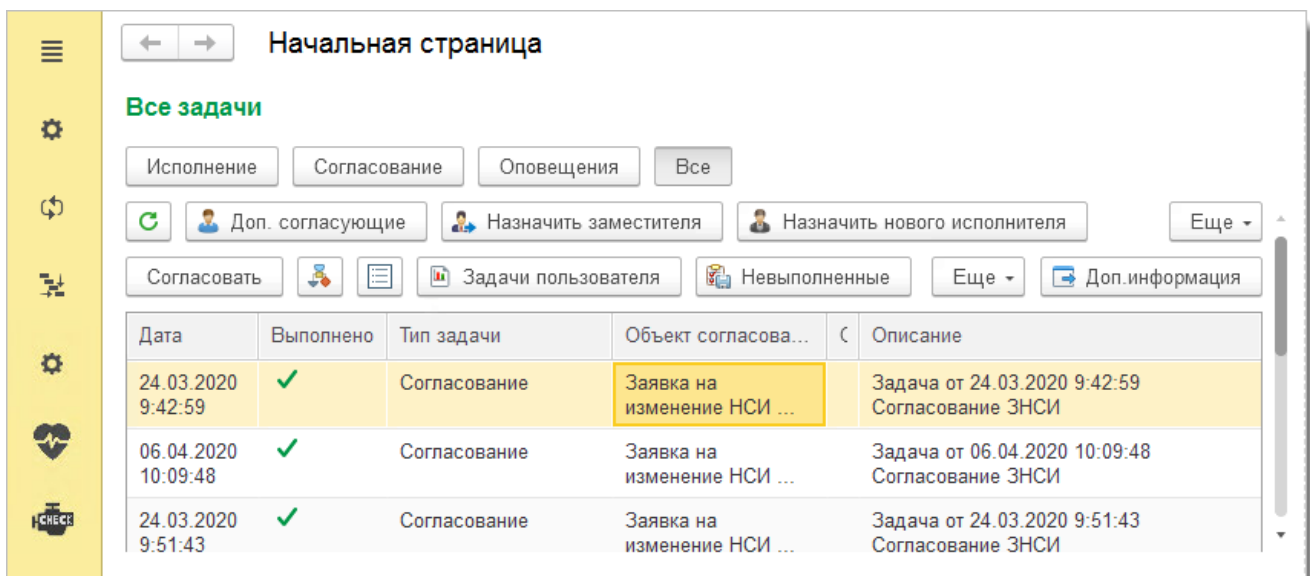 Начальная страница
Все задачи
Исполнение Согласование Оповещения Все
Доп. согласующие Назначить заместителя Назначить нового исполнителя Еще
Согласовать Задачи пользователя Невыполненные Еще Доп.информация
Дата Выполнено Тип задачи Объект согласова... С Описание
24.03.2020 Согласование Заявка на Задача от 24.03.2020 9:42:59
9:42:59 изменение НСИ ... Согласование ЗНСИ
06.04.2020 Согласование Заявка на Задача от 06.04.2020 10:09:48
10:09:48 изменение НСИ ... Согласование ЗНСИ
CHECK 24.03.2020 Согласование Заявка на Задача от 24.03.2020 9:51:43
9:51:43 изменение НСИ ... Согласование ЗНСИ